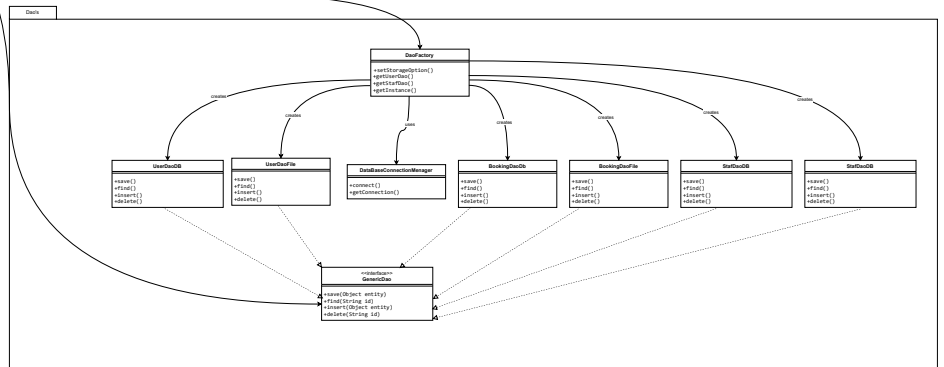 Dao's
DaoFactory
+setStorageOption()
+getUserDao()
+getStafDao()
+getInstance()
creates
creates
uses
creates
creates
creates
creates
UserDaoDB
+save()
+find()
+insert()
+delete()
UserDaoFile
+save()
+find()
+insert()
+delete()
DataBaseConnectionMenager
+connect()
+getConnection()
BookingDaoDb
+save()
+find()
+insert()
+delete()
BookingDaoFile
+save()
+find()
+insert()
+delete()
StafDaoDB
+save()
+find()
+insert()
+delete()
StafDaoDB
+save()
+find()
+insert()
+delete()
<<interface>>
GenericDao
+save(Object entity)
+find(String id)
+insert(Object entity)
+delete(String id)